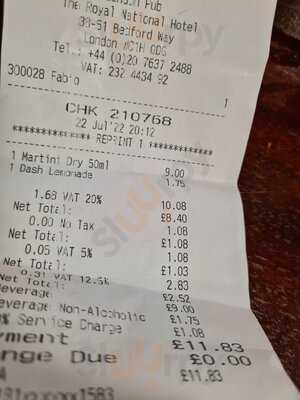 Pub
The Royal National Hotel
38-51 Bedford Way
London WC1H 0DG
Tel.: +44 (0)20 7637 2488
VAT: 232 4434 92
300028 Fabio 1
CHK 210768
22 Jul'22 20:12
************** REPRINT 1 *************
1 Martini Dry 50ml 9.00
1 Dash Lemonade 1.75
1.68 VAT 20% 10.08
Net Total: £8.40
0.00 No Tax 1.08
Net Total: £1.08
0.05 VAT 5% 1.08
Net Total: £1.03
0.31 VAT 12.5% 2.83
Net Total: £2.52
Beverage £9.00
Beverage Non-Alcoholic £1.75
% Service Charge £1.08
yment £11.83
nge Due £0.00
£11.83
1583